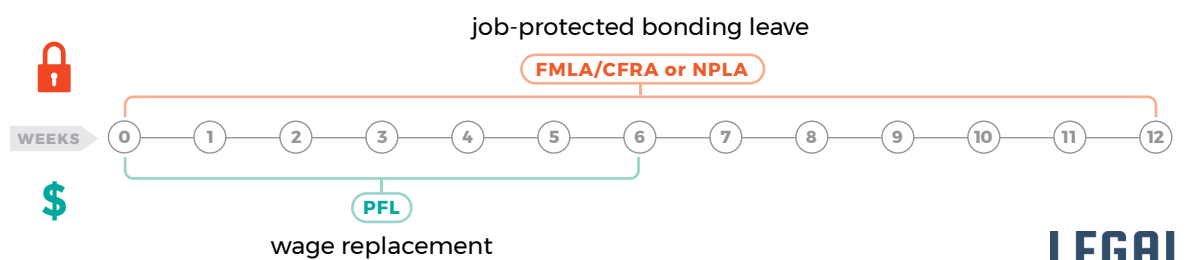 job-protected bonding leave
FMLA/CFRA or NPLA
WEEKS 0 1 2 3 4 5 6 7 8 9 10 11 12
$
PFL
wage replacement